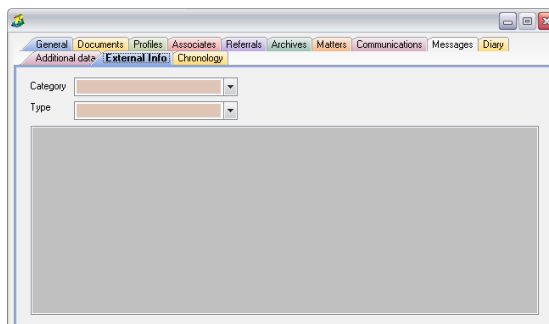 General Documents Profiles Associates Referrals Archives Matters Communications Messages Diary
Additional data External Info Chronology
Category
Type